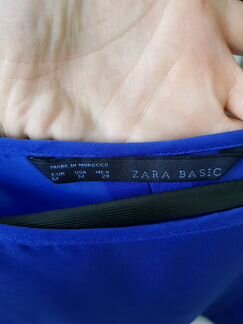 MADE IN MOROCCO
EUR USA MEX
M M 28
ZARA BASIC